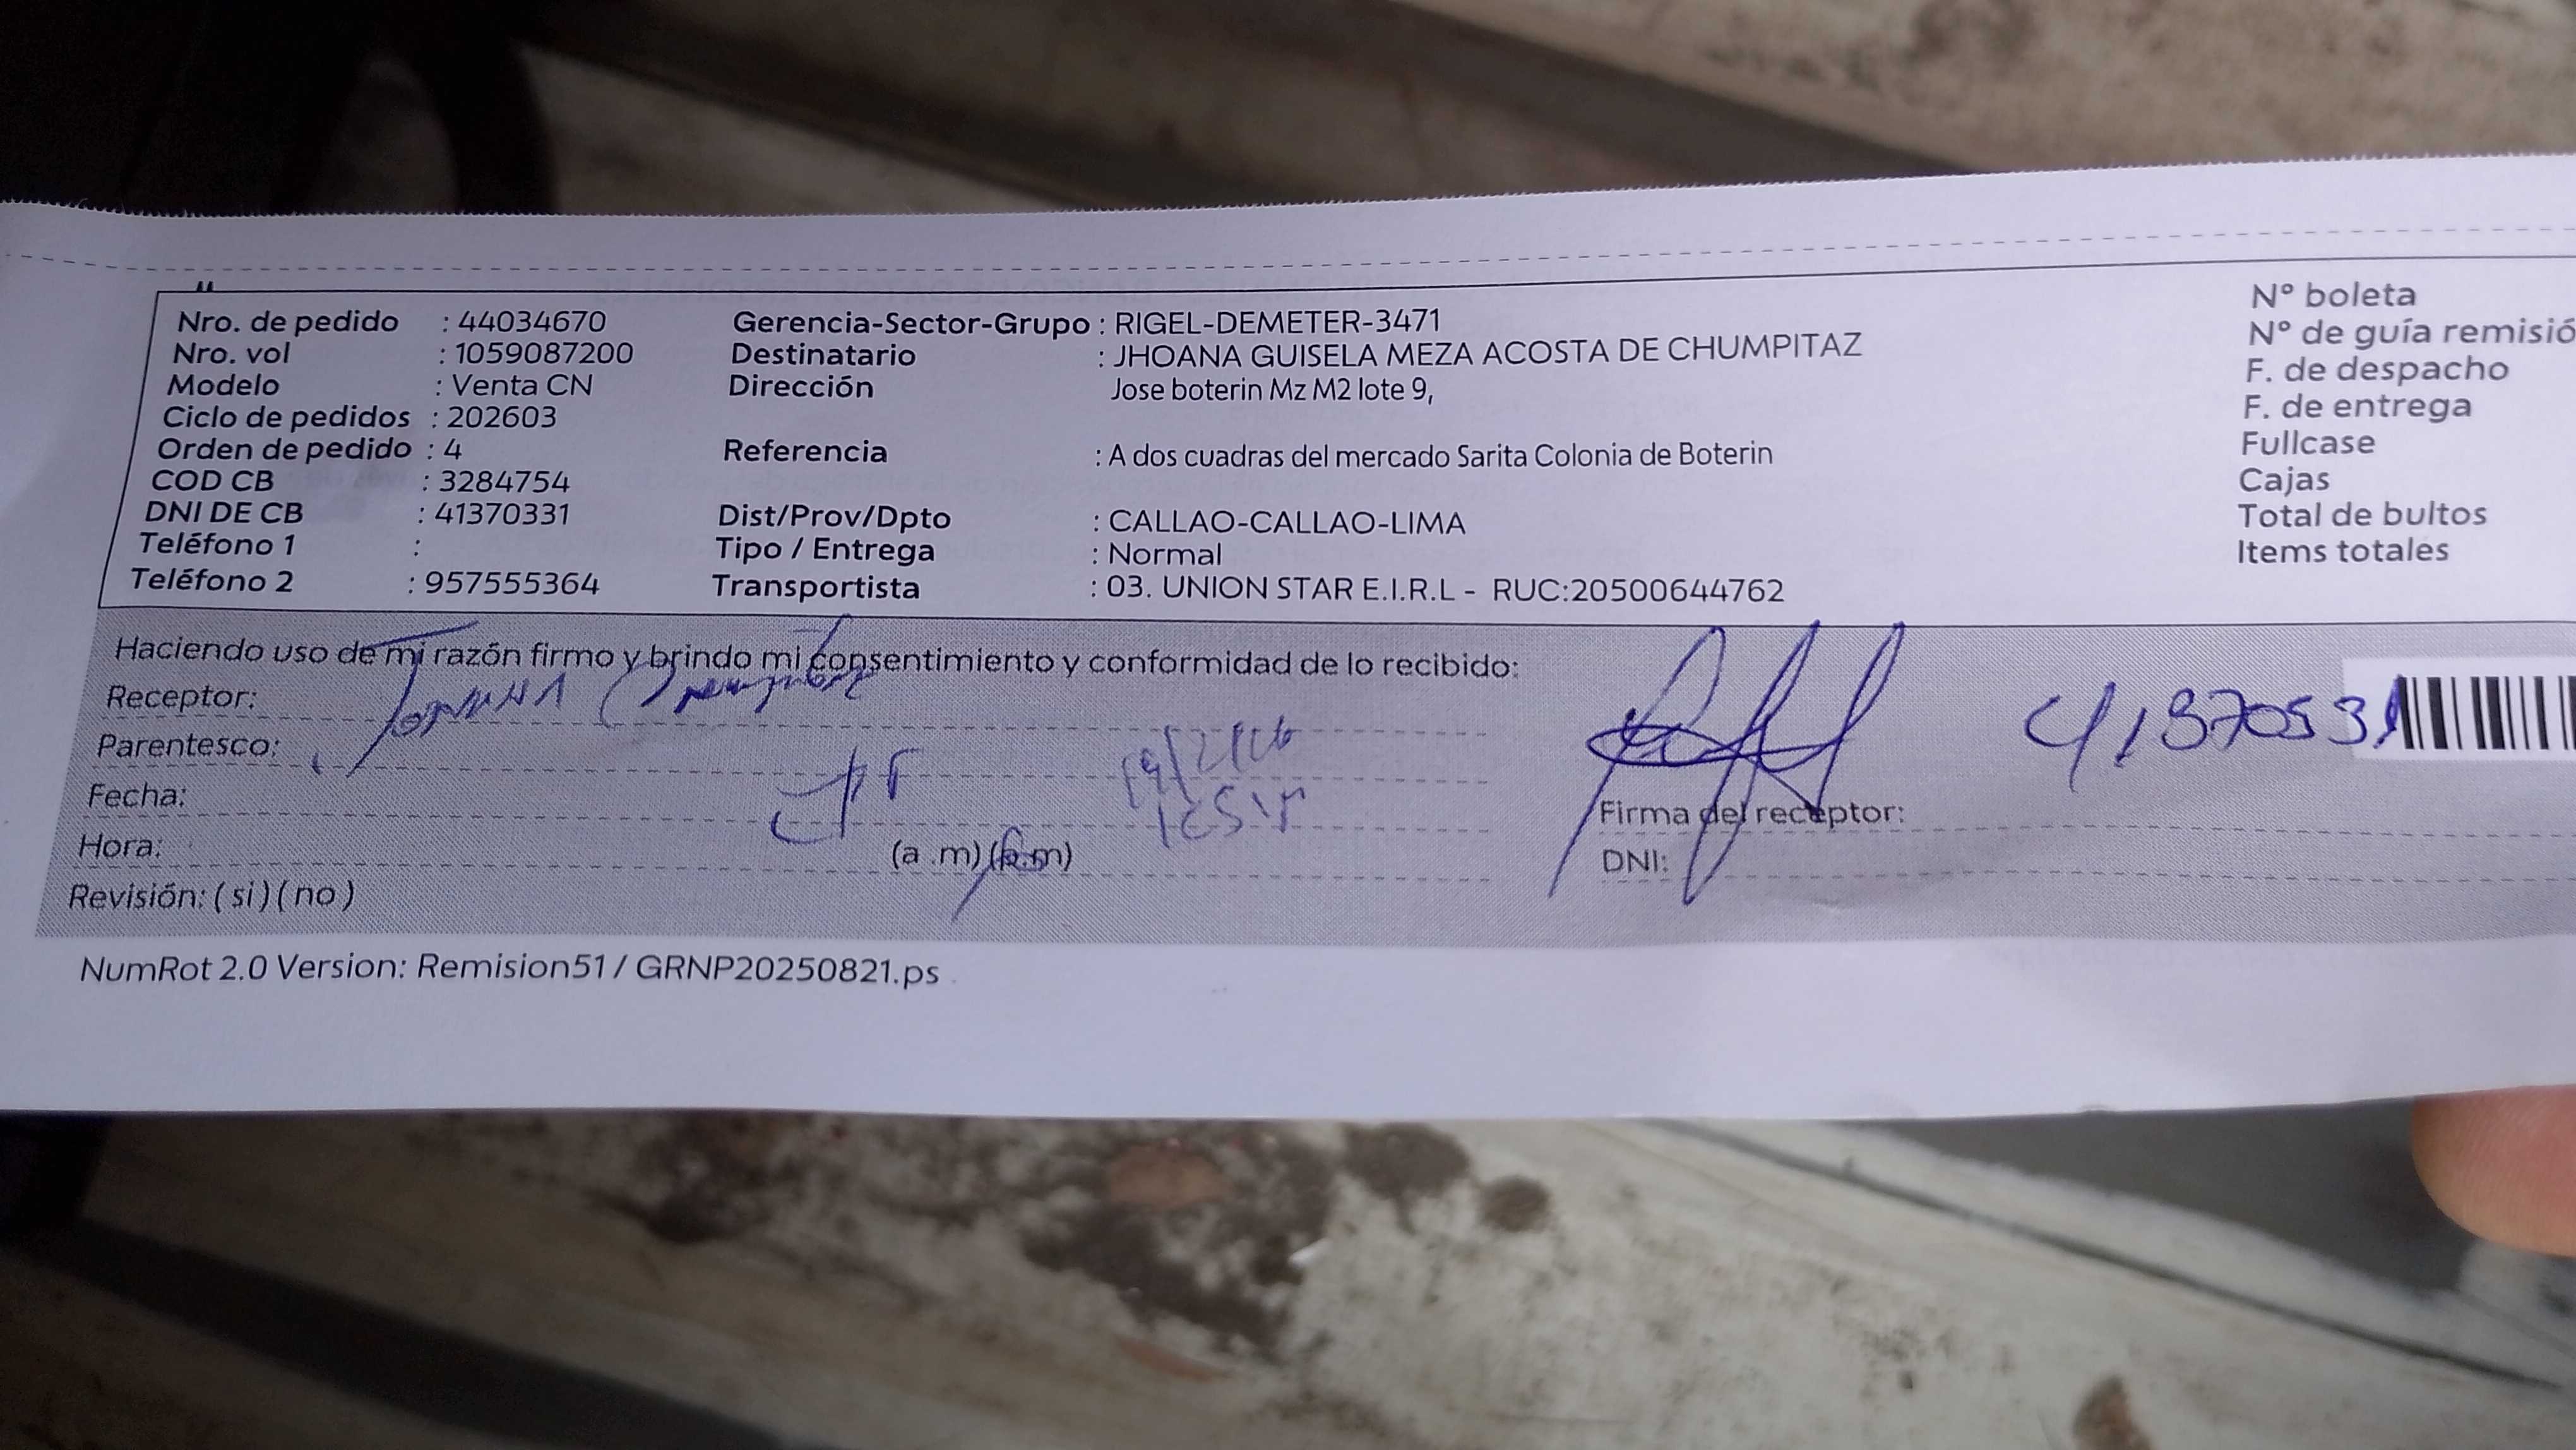 Nro. de pedido : 44034670
Nro. vol : 1059087200
Modelo : Venta CN
Ciclo de pedidos : 202603
Orden de pedido : 4
COD CB : 3284754
DNI DE CB : 41370331
Teléfono 1 :
Teléfono 2 : 957555364
Gerencia-Sector-Grupo : RIGEL-DEMETER-3471
Destinatario : JHOANA GUISELA MEZA ACOSTA DE CHUMPITAZ
Dirección Jose boterin Mz M2 lote 9,
Referencia : A dos cuadras del mercado Sarita Colonia de Boterin
Dist/Prov/Dpto : CALLAO-CALLAO-LIMA
Tipo / Entrega : Normal
Transportista : 03. UNION STAR E.I.R.L - RUC:20500644762
N° boleta
N° de guía remisió
F. de despacho
F. de entrega
Fullcase
Cajas
Total de bultos
Items totales
Haciendo uso de mi razón firmo y brindo mi consentimiento y conformidad de lo recibido:
Receptor:
Parentesco:
Fecha:
Hora: (a .m) (p.m)
Revisión: ( si ) ( no )
Firma del receptor:
DNI:
NumRot 2.0 Version: Remision51 / GRNP20250821.ps